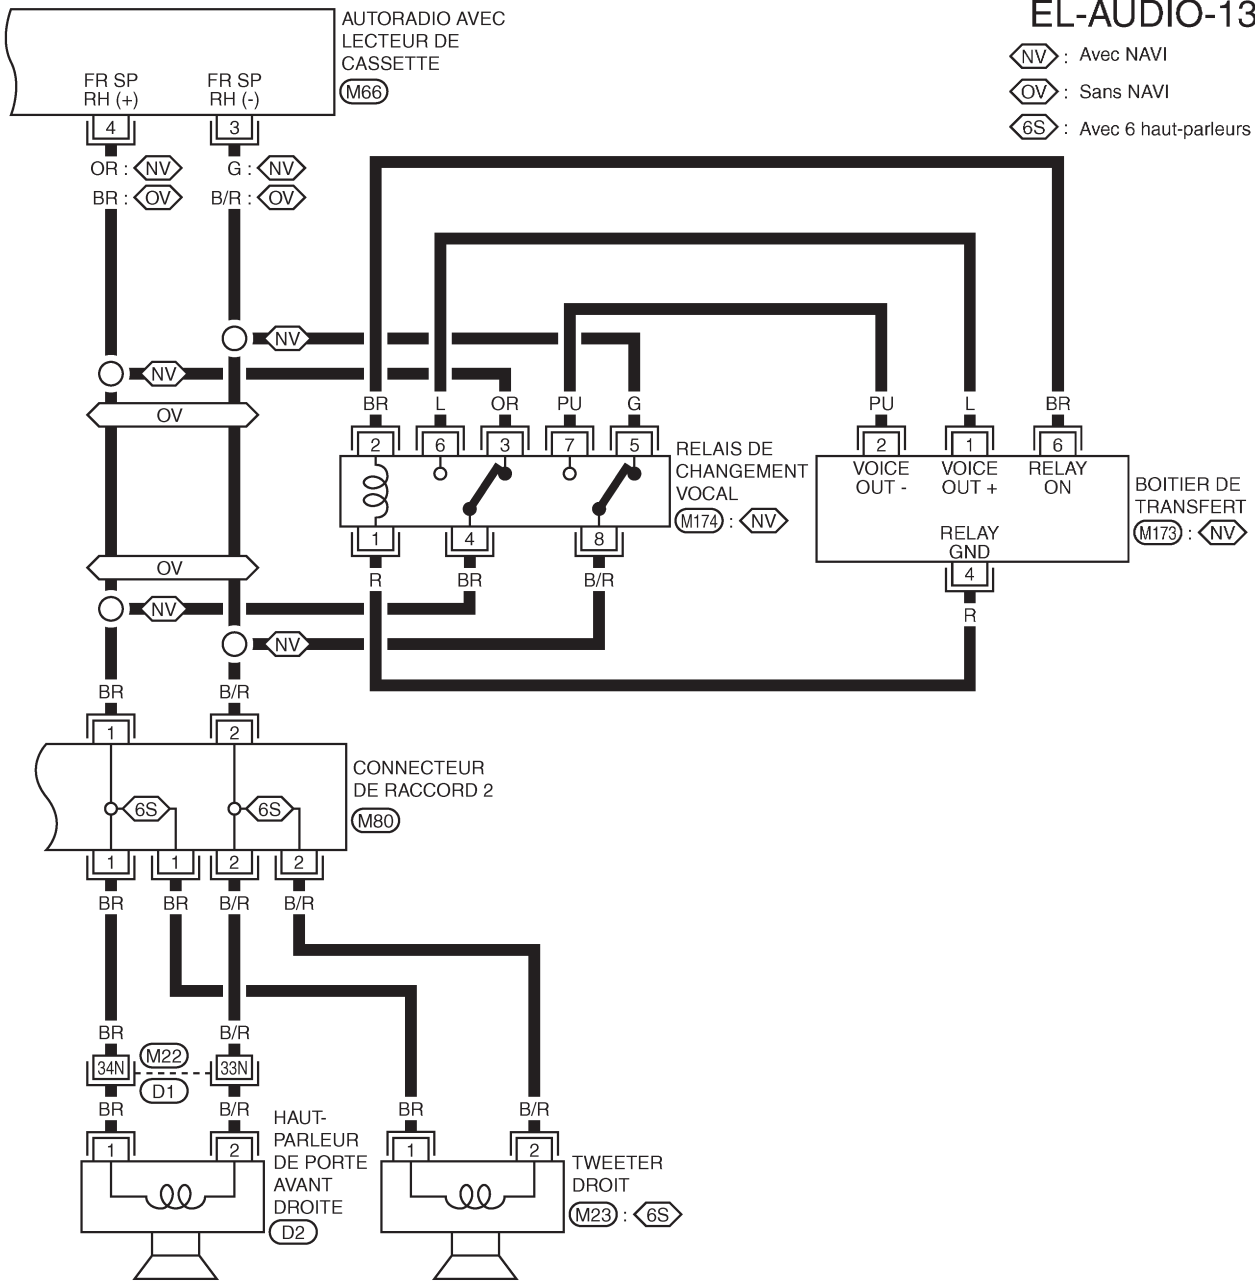 EL-AUDIO-13
NV : Avec NAVI
OV : Sans NAVI
6S : Avec 6 haut-parleurs
AUTORADIO AVEC
LECTEUR DE
CASSETTE
M66
FR SP
RH (+)
FR SP
RH (-)
4
3
OR : NV
G : NV
BR : OV
B/R : OV
NV
NV
OV
BR
L
OR
PU
G
PU
L
BR
2
6
3
7
5
2
1
6
RELAIS DE
CHANGEMENT
VOCAL
M174 : NV
VOICE
OUT -
VOICE
OUT +
RELAY
ON
RELAY
GND
BOITIER DE
TRANSFERT
M173 : NV
1
4
8
4
OV
R
BR
B/R
R
NV
NV
BR
B/R
1
2
CONNECTEUR
DE RACCORD 2
M80
6S
6S
1
1
2
2
BR
BR
B/R
B/R
BR
B/R
34N
M22
33N
D1
BR
B/R
BR
B/R
1
2
1
2
HAUT-
PARLEUR
DE PORTE
AVANT
DROITE
D2
TWEETER
DROIT
M23 : 6S